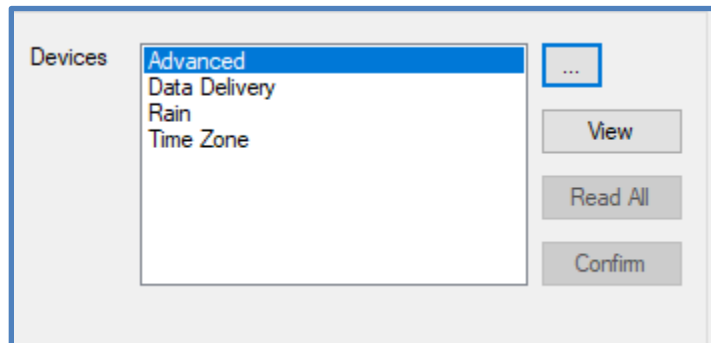 Devices
Advanced
Data Delivery
Rain
Time Zone
...
View
Read All
Confirm